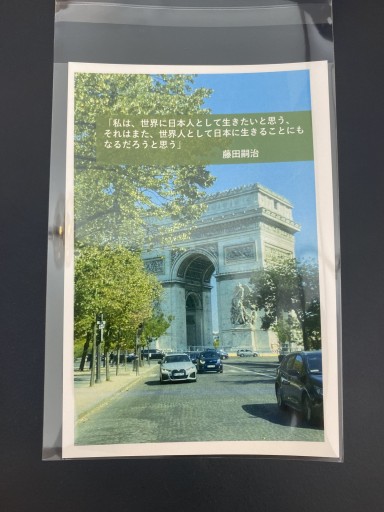 「私は、世界に日本人として生きたいと思う、
それはまた、世界人として日本に生きることにも
なるだろうと思う」
藤田嗣治